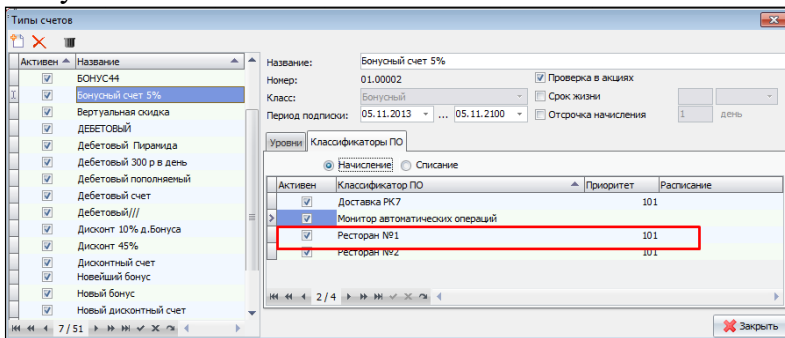 Типы счетов
Активен Название
БОНУС44
Бонусный счет 5%
Вертуальная скидка
ДЕБЕТОВЫЙ
Дебетовый Пирамида
Дебетовый 300 р в день
Дебетовый пополняемый
Дебетовый счет
Дебетовый///
Дисконт 10% д.Бонуса
Дисконт 45%
Дисконтный счет
Новейший бонус
Новый бонус
Новый дисконтный счет
7 / 51
Название: Бонусный счет 5%
Номер: 01.00002 Проверка в акциях
Класс: Бонусный Срок жизни
Период подписки: 05.11.2013 ... 05.11.2100 Отсрочка начисления 1 день
Уровни Классификаторы ПО
Начисление Списание
Активен Классификатор ПО Приоритет Расписание
Доставка РК7 101
Монитор автоматических операций
Ресторан №1 101
Ресторан №2 101
2 / 4
Закрыть